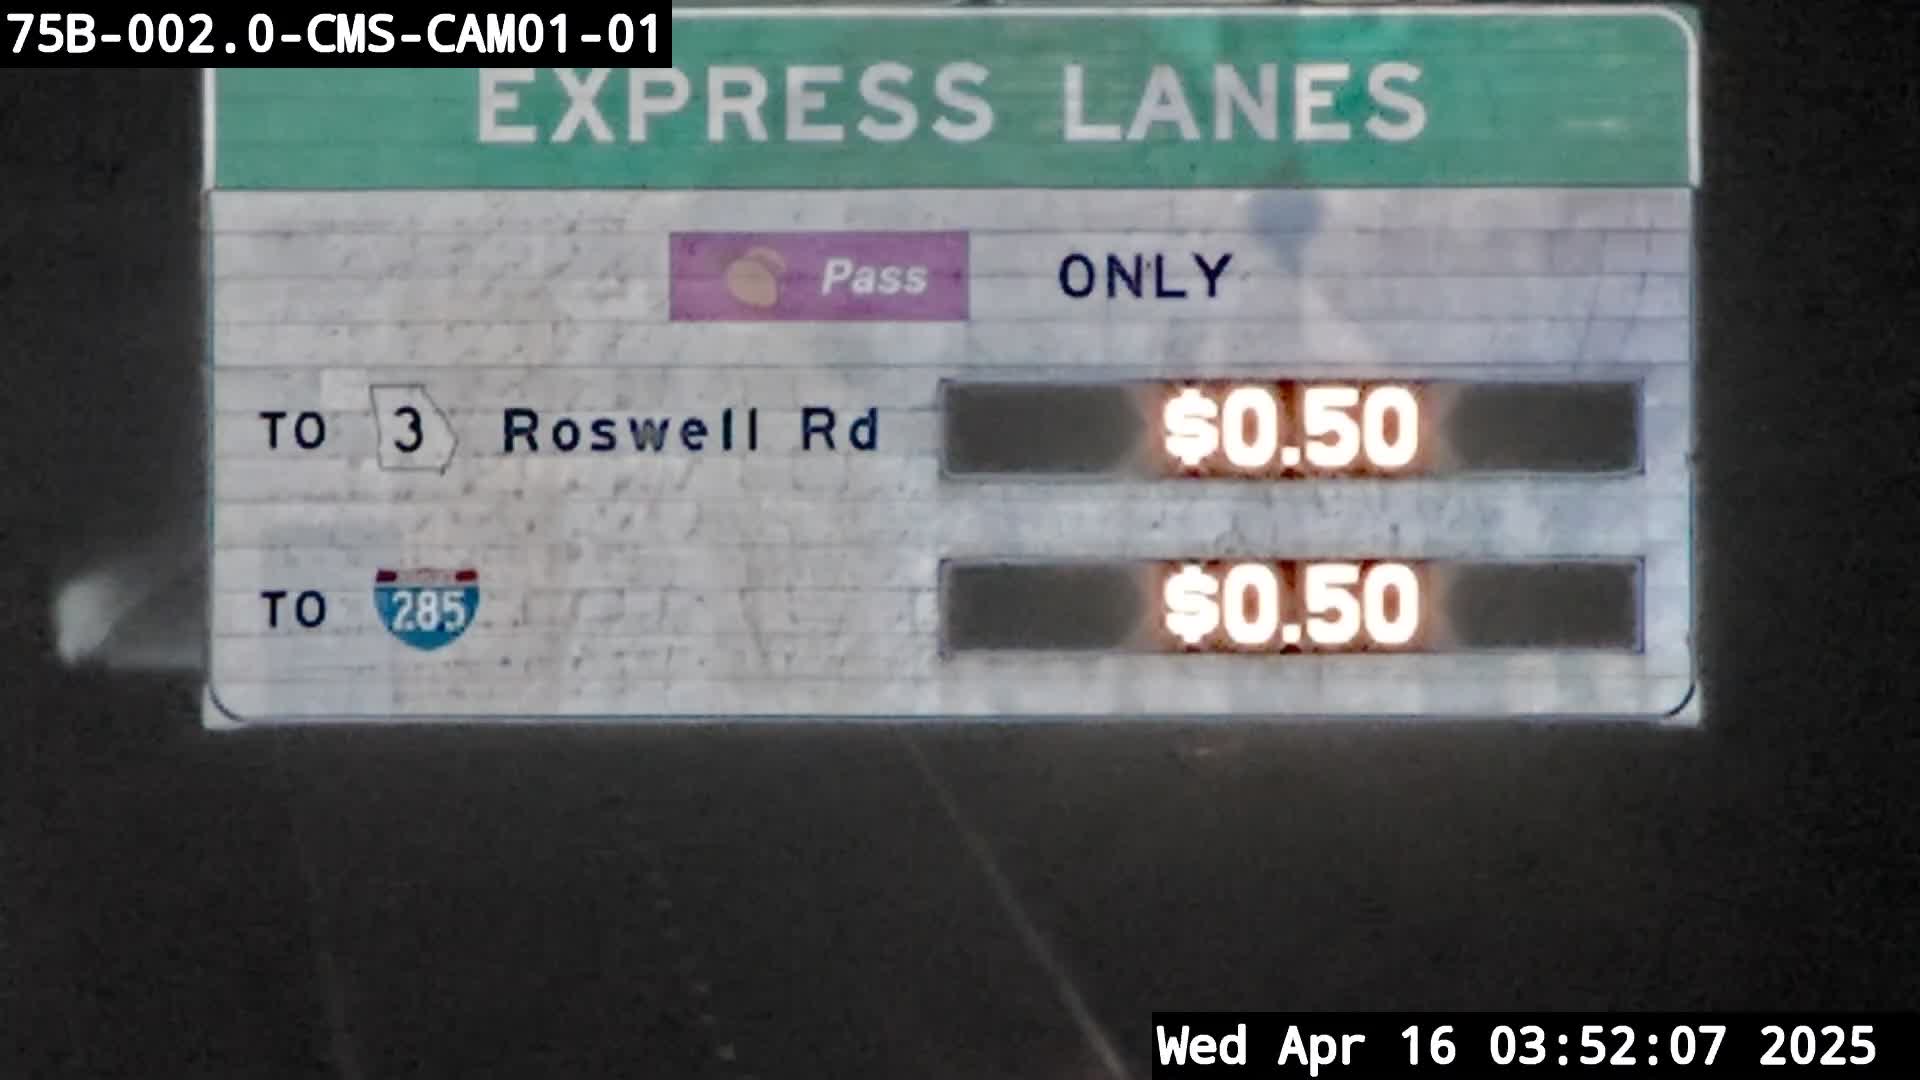 75B-002.0-CMS-CAM01-01
EXPRESS LANES
Pass ONLY
TO 3 Roswell Rd $0.50
TO 285 $0.50
Wed Apr 16 03:52:07 2025